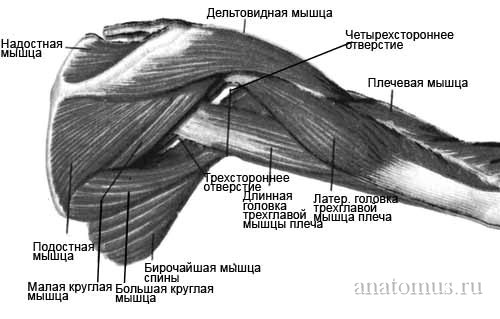 Дельтовидная мышца
Надостная
мышца
Четырехстороннее
отверстие
Плечевая мышца
Трехстороннее
отверстие
Длинная
головка
трехглавой
мышцы плеча
Латер. головка
трехглавой
мышца плеча
Подостная
мышца
Бирочайшая мышца
спины
Малая круглая
мышца
Большая круглая
мышца
anatomus.ru